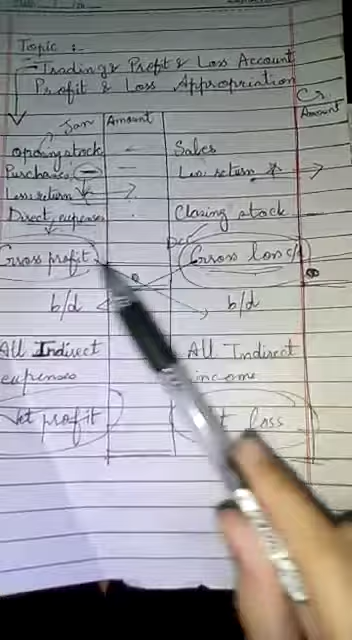 Topic :-
→ Trading & Profit & Loss Account
Profit & Loss Appropriation
Cr.
Jan Amount Amount
Opening stock - Sales
Purchases - Less return
Less return
Direct expenses Closing stock
Gross profit Gross loss c/d
b/d b/d
All Indirect All Indirect
expenses income
Net profit loss